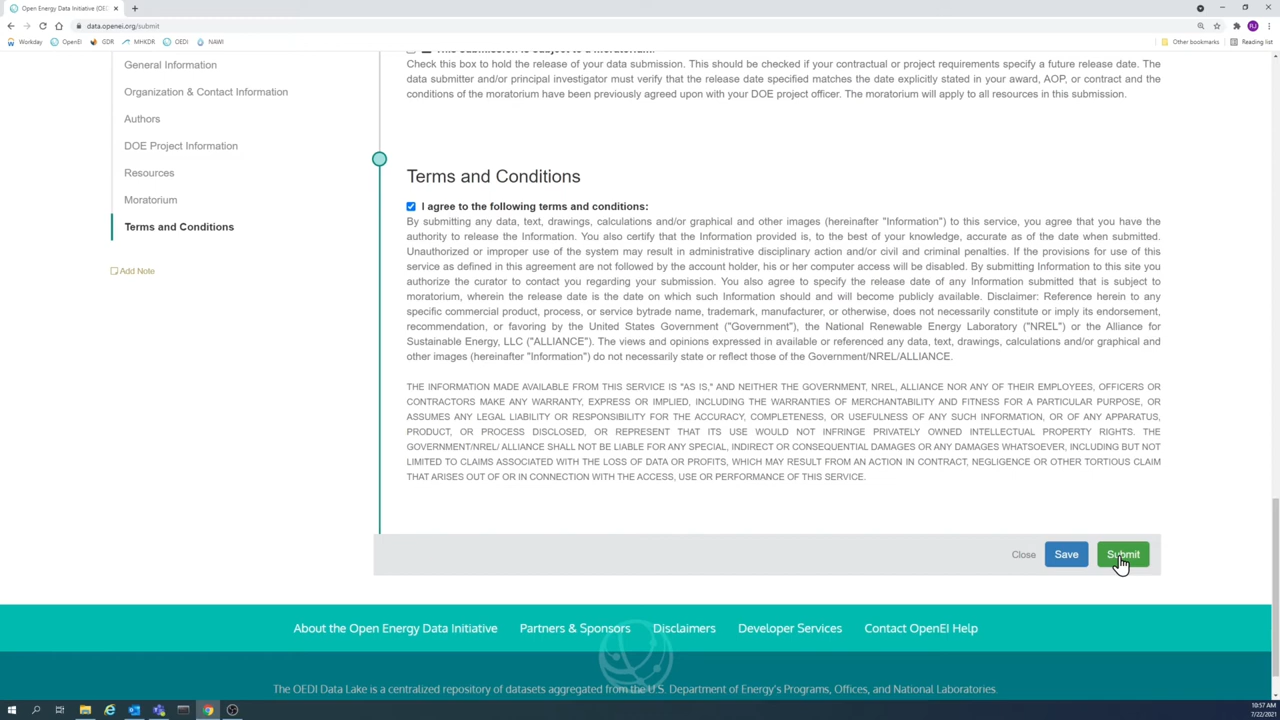 Open Energy Data Initiative (OE
data.openei.org/submit
RJ
Workday
OpenEI
GDR
MHKDR
OEDI
NAWI
Other bookmarks
Reading list
This submission is subject to a moratorium.
General Information
Organization & Contact Information
Authors
DOE Project Information
Resources
Moratorium
Terms and Conditions
Add Note
Check this box to hold the release of your data submission. This should be checked if your contractual or project requirements specify a future release date. The
data submitter and/or principal investigator must verify that the release date specified matches the date explicitly stated in your award, AOP, or contract and the
conditions of the moratorium have been previously agreed upon with your DOE project officer. The moratorium will apply to all resources in this submission.
Terms and Conditions
I agree to the following terms and conditions:
By submitting any data, text, drawings, calculations and/or graphical and other images (hereinafter "Information") to this service, you agree that you have the
authority to release the Information. You also certify that the Information provided is, to the best of your knowledge, accurate as of the date when submitted.
Unauthorized or improper use of the system may result in administrative disciplinary action and/or civil and criminal penalties. If the provisions for use of this
service as defined in this agreement are not followed by the account holder, his or her computer access will be disabled. By submitting Information to this site you
authorize the curator to contact you regarding your submission. You also agree to specify the release date of any Information submitted that is subject to
moratorium, wherein the release date is the date on which such Information should and will become publicly available. Disclaimer: Reference herein to any
specific commercial product, process, or service bytrade name, trademark, manufacturer, or otherwise, does not necessarily constitute or imply its endorsement,
recommendation, or favoring by the United States Government ("Government"), the National Renewable Energy Laboratory ("NREL") or the Alliance for
Sustainable Energy, LLC ("ALLIANCE"). The views and opinions expressed in available or referenced any data, text, drawings, calculations and/or graphical and
other images (hereinafter "Information") do not necessarily state or reflect those of the Government/NREL/ALLIANCE.
THE INFORMATION MADE AVAILABLE FROM THIS SERVICE IS "AS IS," AND NEITHER THE GOVERNMENT, NREL, ALLIANCE NOR ANY OF THEIR EMPLOYEES, OFFICERS OR
CONTRACTORS MAKE ANY WARRANTY, EXPRESS OR IMPLIED, INCLUDING THE WARRANTIES OF MERCHANTABILITY AND FITNESS FOR A PARTICULAR PURPOSE, OR
ASSUMES ANY LEGAL LIABILITY OR RESPONSIBILITY FOR THE ACCURACY, COMPLETENESS, OR USEFULNESS OF ANY SUCH INFORMATION, OR OF ANY APPARATUS,
PRODUCT, OR PROCESS DISCLOSED, OR REPRESENT THAT ITS USE WOULD NOT INFRINGE PRIVATELY OWNED INTELLECTUAL PROPERTY RIGHTS. THE
GOVERNMENT/NREL/ ALLIANCE SHALL NOT BE LIABLE FOR ANY SPECIAL, INDIRECT OR CONSEQUENTIAL DAMAGES OR ANY DAMAGES WHATSOEVER, INCLUDING BUT NOT
LIMITED TO CLAIMS ASSOCIATED WITH THE LOSS OF DATA OR PROFITS, WHICH MAY RESULT FROM AN ACTION IN CONTRACT, NEGLIGENCE OR OTHER TORTIOUS CLAIM
THAT ARISES OUT OF OR IN CONNECTION WITH THE ACCESS, USE OR PERFORMANCE OF THIS SERVICE.
Close
Save
Submit
About the Open Energy Data Initiative
Partners & Sponsors
Disclaimers
Developer Services
Contact OpenEI Help
The OEDI Data Lake is a centralized repository of datasets aggregated from the U.S. Department of Energy's Programs, Offices, and National Laboratories.
10:57 AM
7/22/2021